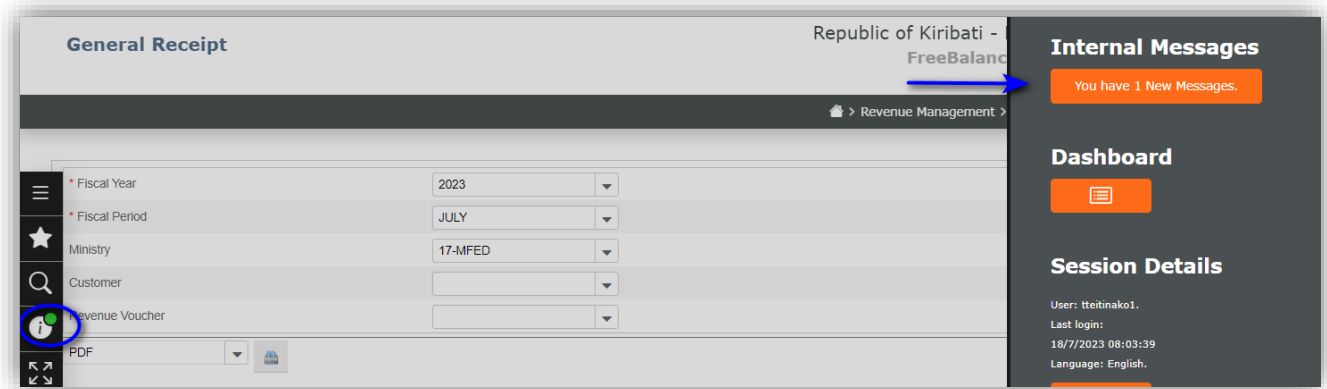 General Receipt
Republic of Kiribati -
FreeBalanc
> Revenue Management >
* Fiscal Year
2023
* Fiscal Period
JULY
Ministry
17-MFED
Customer
Revenue Voucher
PDF
Internal Messages
You have 1 New Messages.
Dashboard
Session Details
User: tteitinako1.
Last login:
18/7/2023 08:03:39
Language: English.